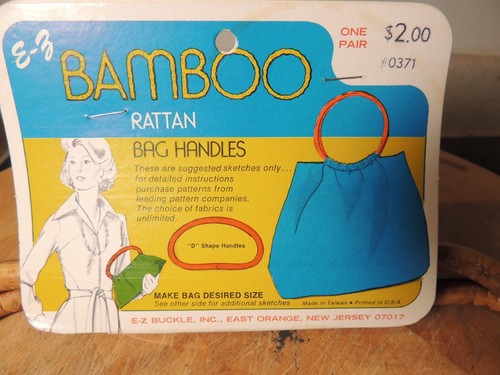 E-Z
BAMBOO
ONE
PAIR
$2.00
#0371
RATTAN
BAG HANDLES
These are suggested sketches only...
for detailed instructions
purchase patterns from
leading pattern companies.
The choice of fabrics is
unlimited.
"D" Shape Handles
MAKE BAG DESIRED SIZE
See other side for additional sketches
Made in Taiwan • Printed in U.S.A.
E-Z BUCKLE, INC., EAST ORANGE, NEW JERSEY 07017